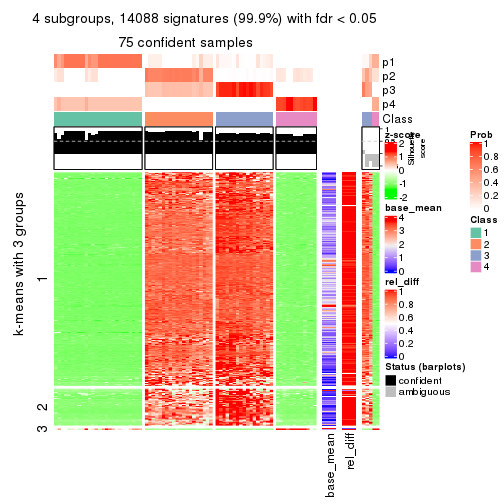 4 subgroups, 14088 signatures (99.9%) with fdr < 0.05
75 confident samples
p1
p2
p3
p4
Class
Silhouette score
1
k-means with 3 groups
1
2
3
base_mean
rel_diff
z-score
2
1
0
-1
-2
base_mean
4
3
2
1
0
rel_diff
1
0.8
0.6
0.4
0.2
0
Status (barplots)
confident
ambiguous
Prob
1
0.8
0.6
0.4
0.2
0
Class
1
2
3
4